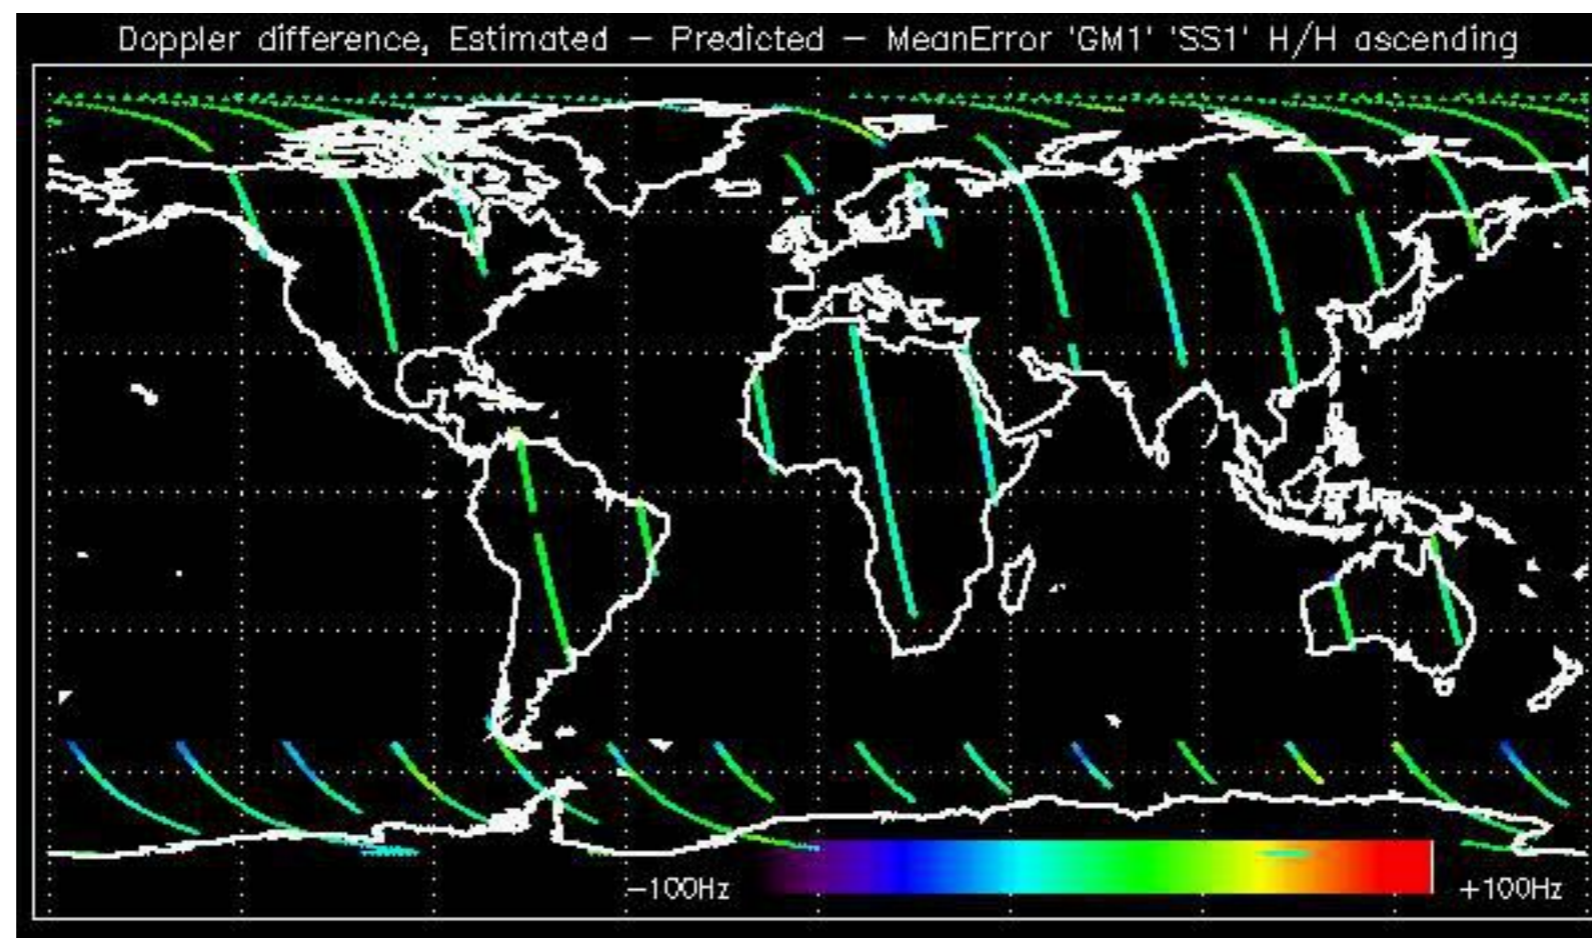 Doppler difference, Estimated – Predicted – MeanError 'GM1' 'SS1' H/H ascending
–100Hz
+100Hz